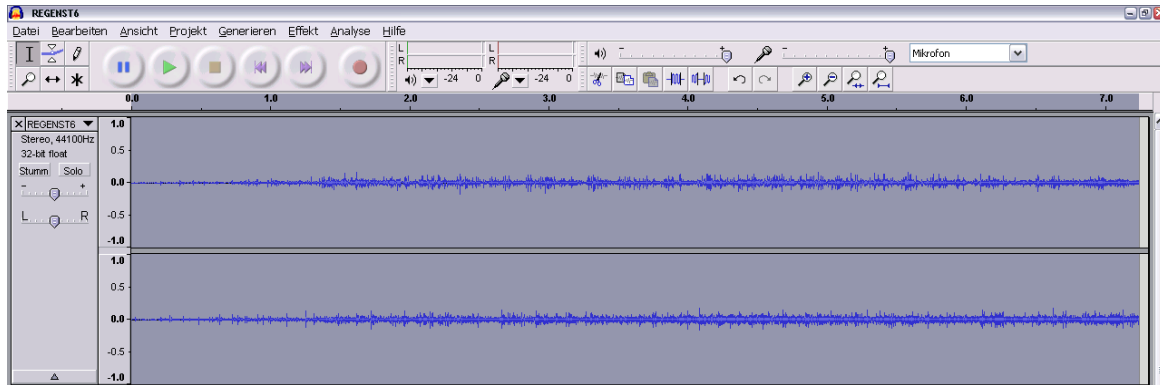 REGENST6
Datei Bearbeiten Ansicht Projekt Generieren Effekt Analyse Hilfe
L
R
-24 0
L
R
-24 0
- +
- +
Mikrofon
0.0 1.0 2.0 3.0 4.0 5.0 6.0 7.0
REGENST6
Stereo, 44100Hz
32-bit float
Stumm Solo
- +
L R
1.0
0.5
0.0
-0.5
-1.0
1.0
0.5
0.0
-0.5
-1.0